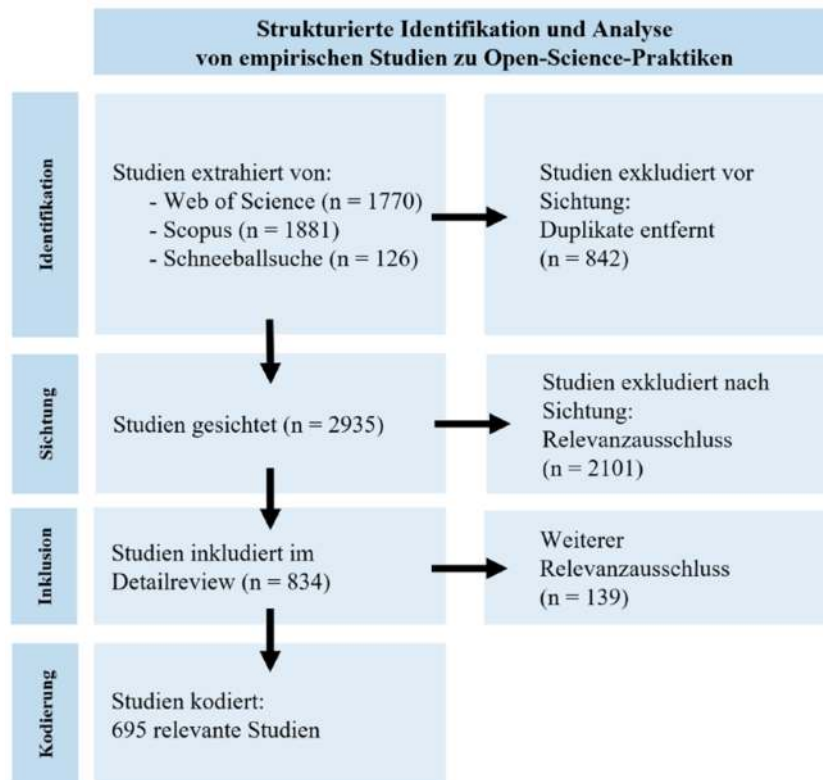 Strukturierte Identifikation und Analyse
von empirischen Studien zu Open-Science-Praktiken
Identifikation
Studien extrahiert von:
- Web of Science (n = 1770)
- Scopus (n = 1881)
- Schneeballsuche (n = 126)
Studien exkludiert vor
Sichtung:
Duplikate entfernt
(n = 842)
Sichtung
Studien gesichtet (n = 2935)
Studien exkludiert nach
Sichtung:
Relevanzausschluss
(n = 2101)
Inklusion
Studien inkludiert im
Detailreview (n = 834)
Weiterer
Relevanzausschluss
(n = 139)
Kodierung
Studien kodiert:
695 relevante Studien